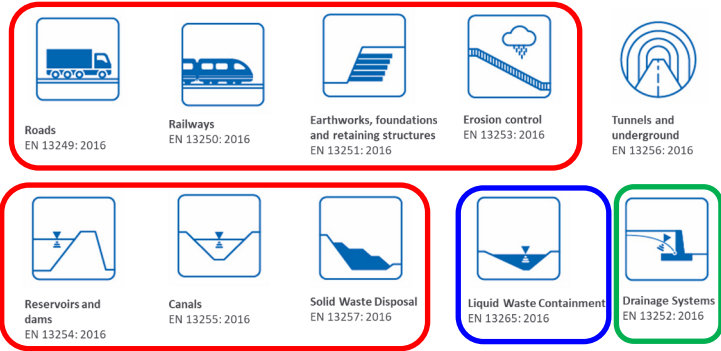 Roads
EN 13249: 2016
Railways
EN 13250: 2016
Earthworks, foundations
and retaining structures
EN 13251: 2016
Erosion control
EN 13253: 2016
Tunnels and
underground
EN 13256: 2016
Reservoirs and
dams
EN 13254: 2016
Canals
EN 13255: 2016
Solid Waste Disposal
EN 13257: 2016
Liquid Waste Containment
EN 13265: 2016
Drainage Systems
EN 13252: 2016